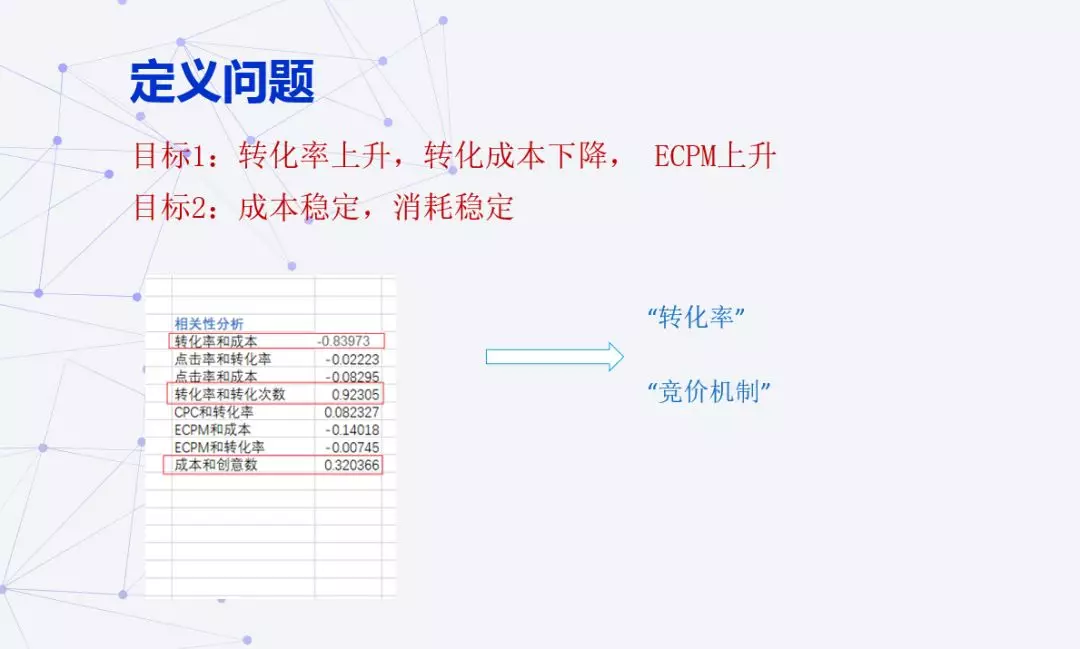 定义问题
目标1：转化率上升，转化成本下降， ECPM上升
目标2：成本稳定，消耗稳定
相关性分析
转化率和成本 -0.83973
点击率和转化率 -0.02223
点击率和成本 -0.08295
转化率和转化次数 0.92305
CPC和转化率 0.082327
ECPM和成本 -0.14018
ECPM和转化率 -0.00745
成本和创意数 0.320366
“转化率”
“竞价机制”